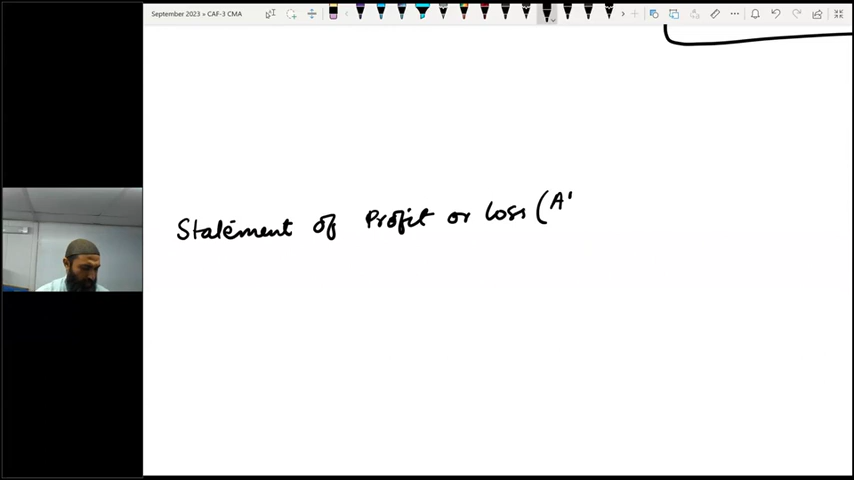 September 2023 » CAF-3 CMA
Statement of Profit or Loss (A'